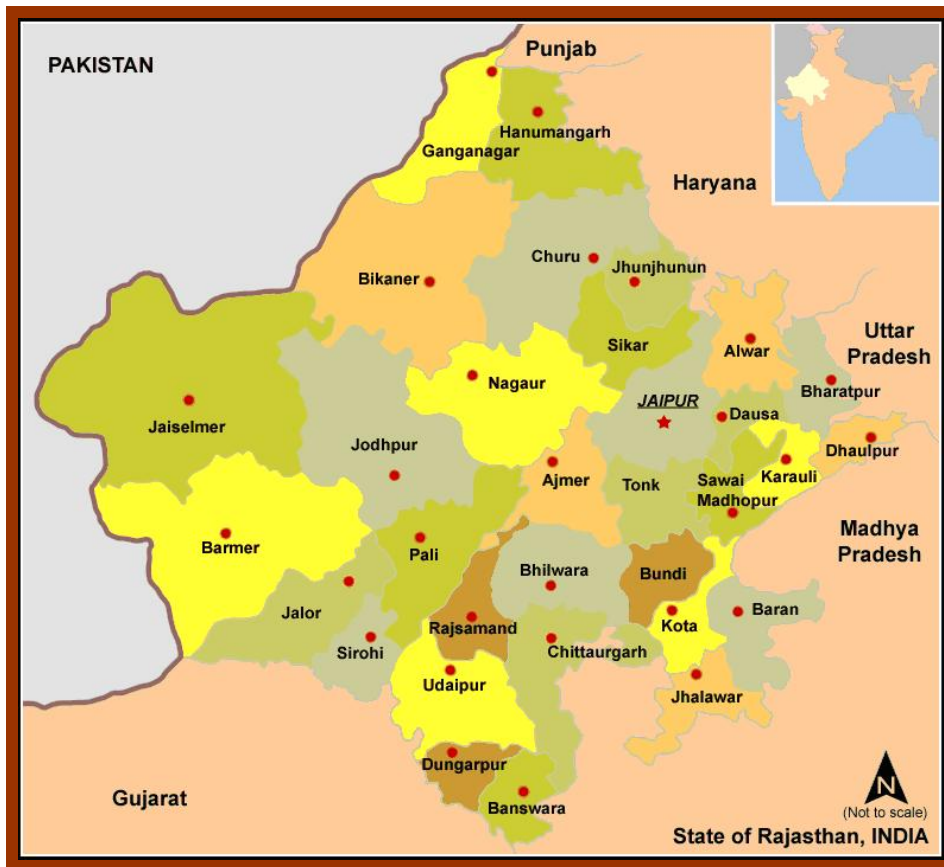 Punjab
PAKISTAN
Hanumangarh
Ganganagar
Haryana
Churu
Jhunjhunun
Bikaner
Uttar
Pradesh
Sikar
Alwar
Nagaur
Bharatpur
JAIPUR
Dausa
Jaiselmer
Jodhpur
Dhaulpur
Ajmer
Tonk
Sawai
Madhopur
Karauli
Madhya
Pradesh
Barmer
Pali
Bhilwara
Bundi
Jalor
Baran
Rajsamand
Kota
Sirohi
Chittaurgarh
Udaipur
Jhalawar
Dungarpur
Gujarat
Banswara
N
(Not to scale)
State of Rajasthan, INDIA